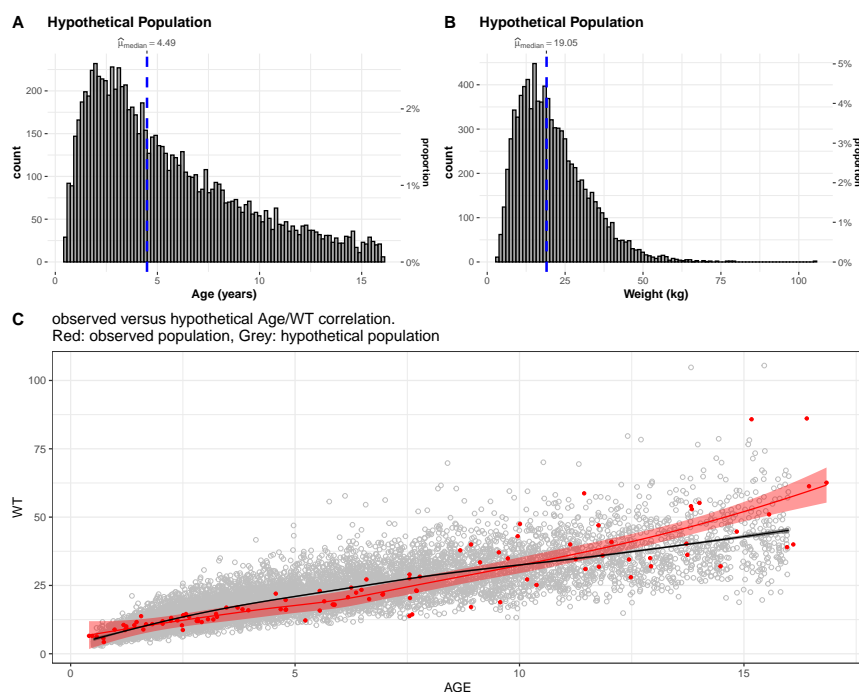 A Hypothetical Population
μ̂median = 4.49
count
0
50
100
150
200
0%
1%
2%
proportion
0 5 10 15
Age (years)
B Hypothetical Population
μ̂median = 19.05
count
0
100
200
300
400
0%
1%
2%
3%
4%
5%
proportion
0 25 50 75 100
Weight (kg)
C observed versus hypothetical Age/WT correlation.
Red: observed population, Grey: hypothetical population
WT
100
75
50
25
0
0 5 10 15
AGE